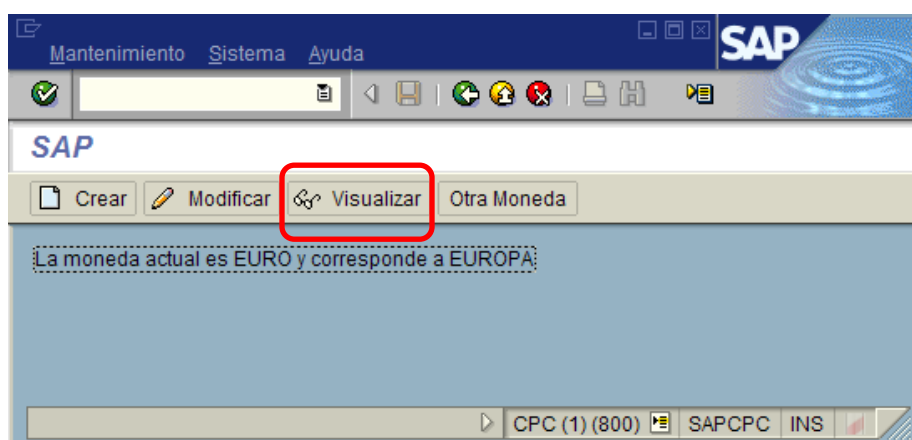 Mantenimiento Sistema Ayuda
SAP
SAP
Crear Modificar Visualizar Otra Moneda
La moneda actual es EURO y corresponde a EUROPA
CPC (1) (800) SAPCPC INS